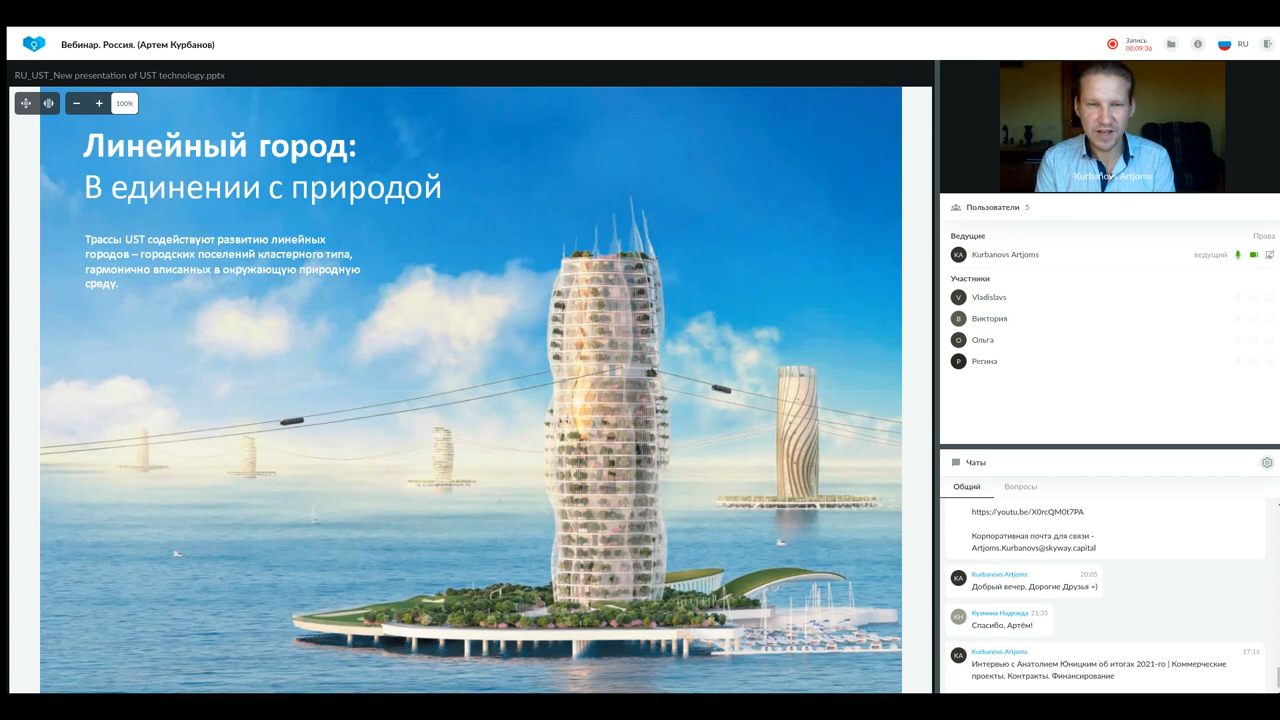 Вебинар. Россия. (Артем Курбанов)
Запись
00:09:36
RU
RU_UST_New presentation of UST technology.pptx
100%
Линейный город:
В единении с природой
Трассы UST содействуют развитию линейных
городов – городских поселений кластерного типа,
гармонично вписанных в окружающую природную
среду.
Kurbanovs Artjoms
Пользователи 5
Ведущие Права
KA Kurbanovs Artjoms ведущий
Участники
V Vladislavs
В Виктория
О Ольга
Р Регина
Чаты
Общий Вопросы
https://youtu.be/X0rcQM0t7PA
Корпоративная почта для связи -
Artjoms.Kurbanovs@skyway.capital
KA Kurbanovs Artjoms 20:05
Добрый вечер, Дорогие Друзья =)
КН Кузмина Надежда 21:35
Спасибо, Артём!
KA Kurbanovs Artjoms 17:16
Интервью с Анатолием Юницким об итогах 2021-го | Коммерческие
проекты. Контракты. Финансирование